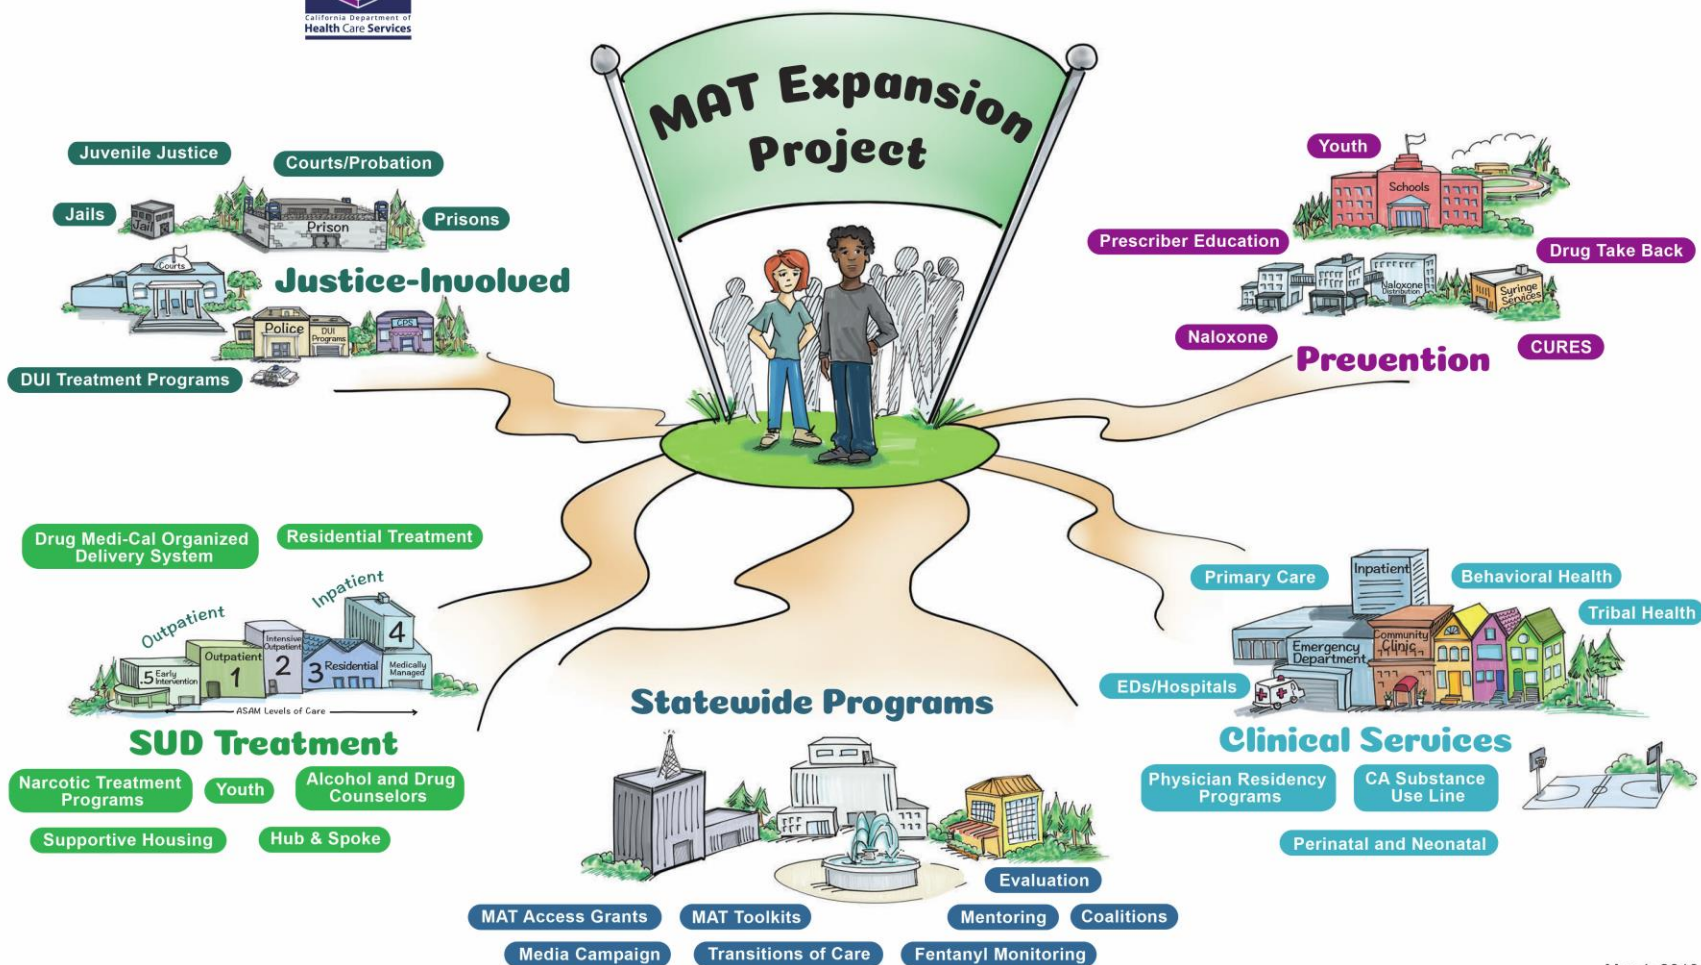 California Department of
Health Care Services
MAT Expansion
Project
Juvenile Justice
Courts/Probation
Jails
Jail
Prison
Prisons
Courts
Justice-Involved
Police
DUI
Programs
CPS
DUI Treatment Programs
Youth
Schools
Prescriber Education
Drug Take Back
Naloxone
Distribution
Syringe
Services
Naloxone
CURES
Prevention
Drug Medi-Cal Organized
Delivery System
Residential Treatment
Outpatient
Inpatient
.5 Early
Intervention
Outpatient
1
Intensive
Outpatient
2
3 Residential
4
Medically
Managed
ASAM Levels of Care
SUD Treatment
Narcotic Treatment
Programs
Youth
Alcohol and Drug
Counselors
Supportive Housing
Hub & Spoke
Statewide Programs
Evaluation
MAT Access Grants
MAT Toolkits
Mentoring
Coalitions
Media Campaign
Transitions of Care
Fentanyl Monitoring
Primary Care
Inpatient
Behavioral Health
Tribal Health
Emergency
Department
Community
Clinic
EDs/Hospitals
Clinical Services
Physician Residency
Programs
CA Substance
Use Line
Perinatal and Neonatal